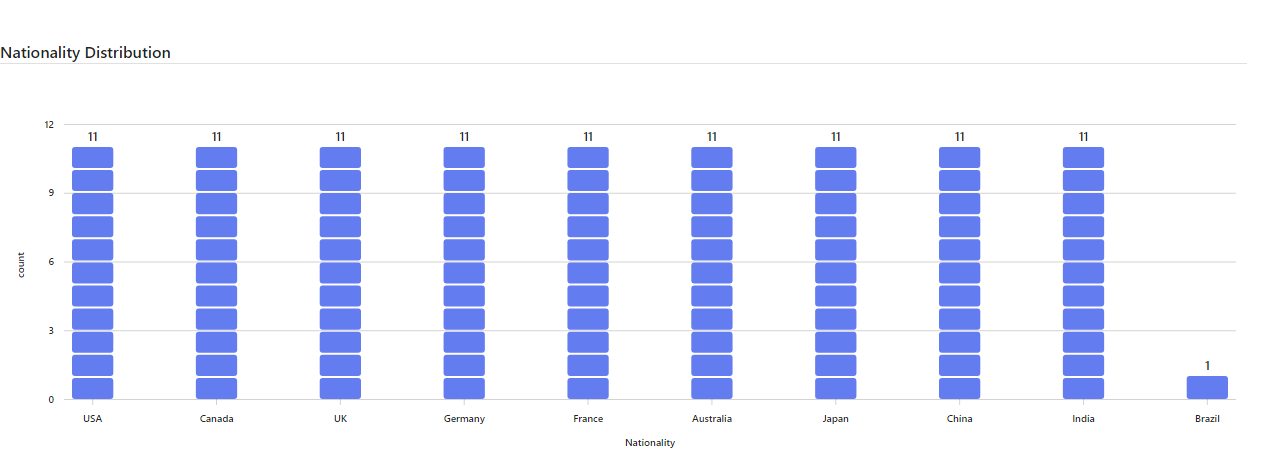 Nationality Distribution
12
11 11 11 11 11 11 11 11 11
9
6
count
3
1
0
USA Canada UK Germany France Australia Japan China India Brazil
Nationality